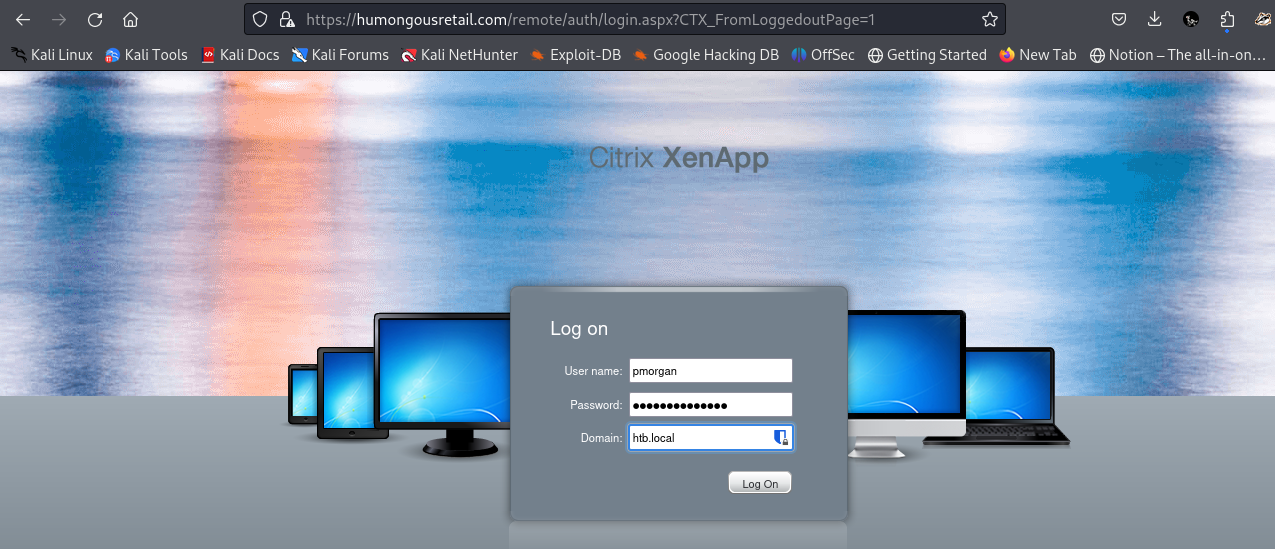 https://humongousretail.com/remote/auth/login.aspx?CTX_FromLoggedoutPage=1
Kali Linux Kali Tools Kali Docs Kali Forums Kali NetHunter Exploit-DB Google Hacking DB OffSec Getting Started New Tab Notion – The all-in-on…
Citrix XenApp
Log on
User name: pmorgan
Password: ●●●●●●●●●●●●●●
Domain: htb.local
Log On